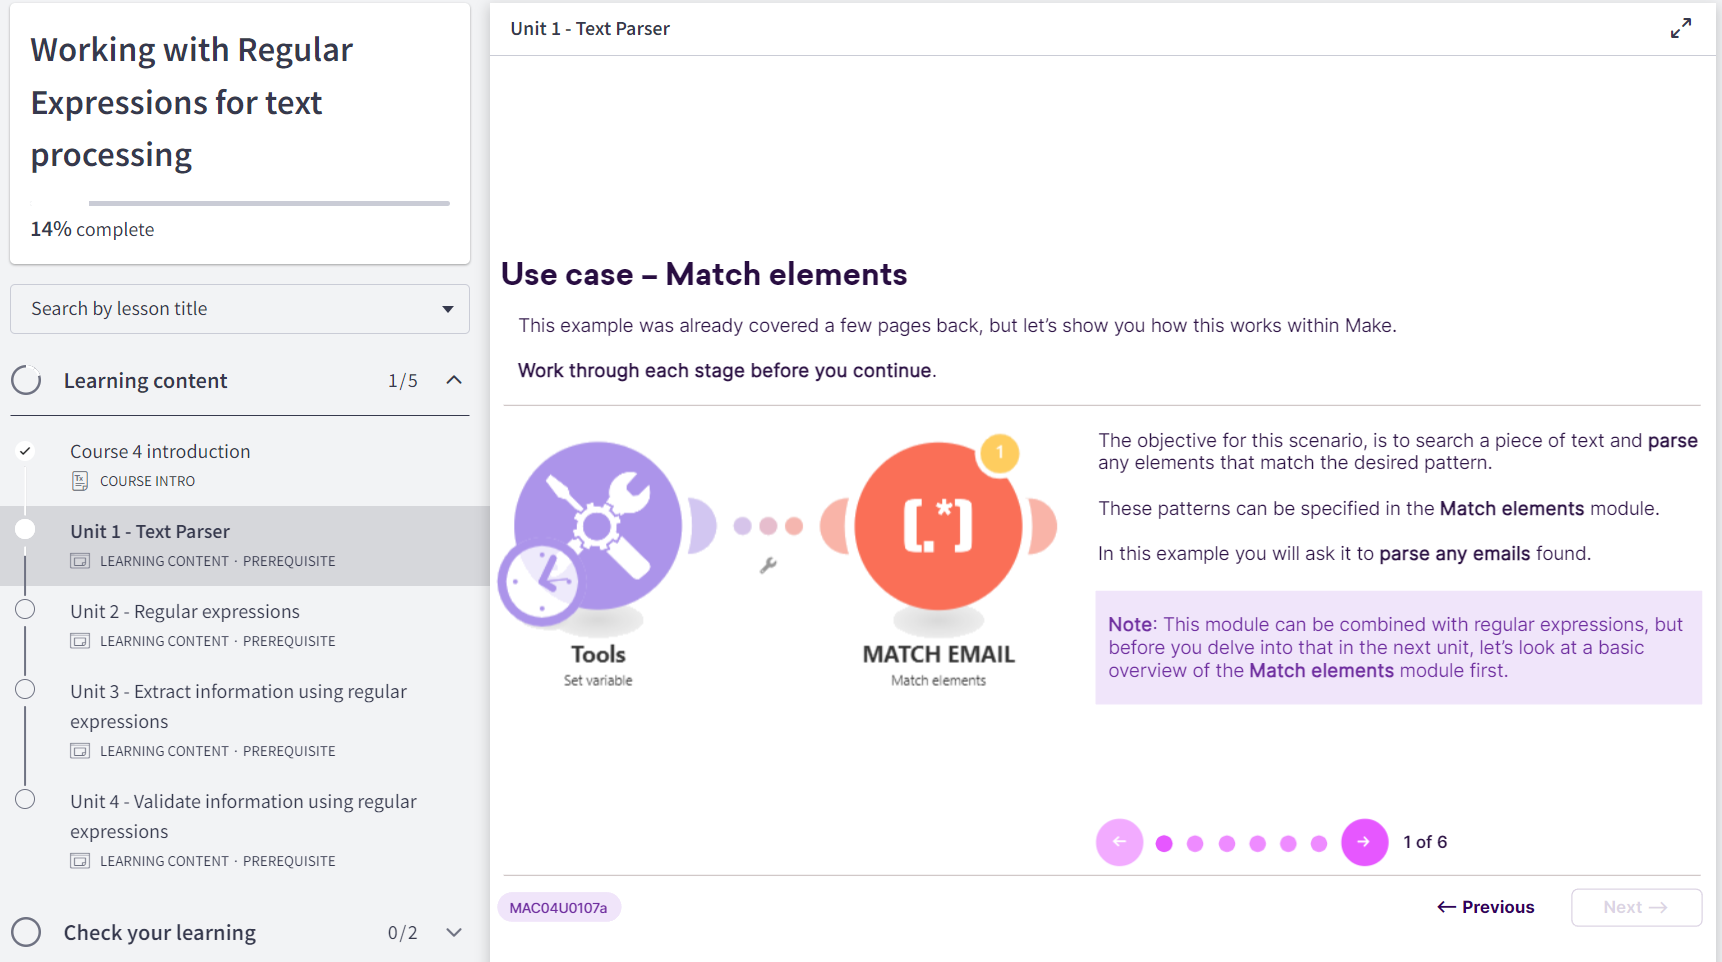 Working with Regular
Expressions for text
processing
14% complete
Search by lesson title
Learning content 1/5
Course 4 introduction
COURSE INTRO
Unit 1 - Text Parser
LEARNING CONTENT · PREREQUISITE
Unit 2 - Regular expressions
LEARNING CONTENT · PREREQUISITE
Unit 3 - Extract information using regular
expressions
LEARNING CONTENT · PREREQUISITE
Unit 4 - Validate information using regular
expressions
LEARNING CONTENT · PREREQUISITE
Check your learning 0/2
Unit 1 - Text Parser
Use case – Match elements
This example was already covered a few pages back, but let's show you how this works within Make.
Work through each stage before you continue.
1
[.*]
Tools
Set variable
MATCH EMAIL
Match elements
The objective for this scenario, is to search a piece of text and parse
any elements that match the desired pattern.
These patterns can be specified in the Match elements module.
In this example you will ask it to parse any emails found.
Note: This module can be combined with regular expressions, but
before you delve into that in the next unit, let's look at a basic
overview of the Match elements module first.
← → 1 of 6
MAC04U0107a
← Previous
Next →